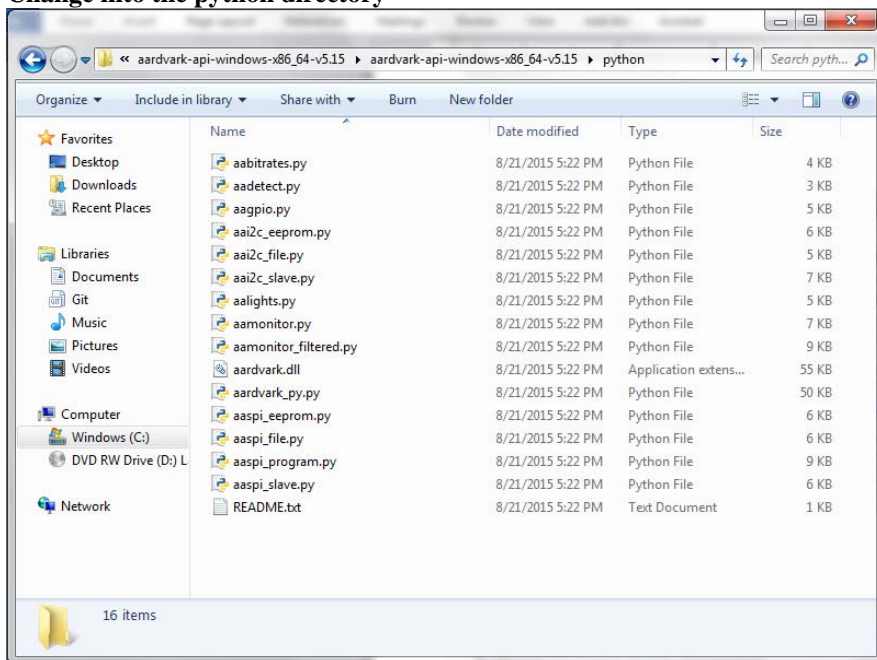 Change into the python directory
« aardvark-api-windows-x86_64-v5.15 ▸ aardvark-api-windows-x86_64-v5.15 ▸ python
Search pyth...
Organize Include in library Share with Burn New folder
Name Date modified Type Size
Favorites
Desktop
Downloads
Recent Places
Libraries
Documents
Git
Music
Pictures
Videos
Computer
Windows (C:)
DVD RW Drive (D:) L
Network
aabitrates.py 8/21/2015 5:22 PM Python File 4 KB
aadetect.py 8/21/2015 5:22 PM Python File 3 KB
aagpio.py 8/21/2015 5:22 PM Python File 5 KB
aai2c_eeprom.py 8/21/2015 5:22 PM Python File 6 KB
aai2c_file.py 8/21/2015 5:22 PM Python File 5 KB
aai2c_slave.py 8/21/2015 5:22 PM Python File 7 KB
aalights.py 8/21/2015 5:22 PM Python File 5 KB
aamonitor.py 8/21/2015 5:22 PM Python File 7 KB
aamonitor_filtered.py 8/21/2015 5:22 PM Python File 9 KB
aardvark.dll 8/21/2015 5:22 PM Application extens... 55 KB
aardvark_py.py 8/21/2015 5:22 PM Python File 50 KB
aaspi_eeprom.py 8/21/2015 5:22 PM Python File 6 KB
aaspi_file.py 8/21/2015 5:22 PM Python File 6 KB
aaspi_program.py 8/21/2015 5:22 PM Python File 9 KB
aaspi_slave.py 8/21/2015 5:22 PM Python File 6 KB
README.txt 8/21/2015 5:22 PM Text Document 1 KB
16 items